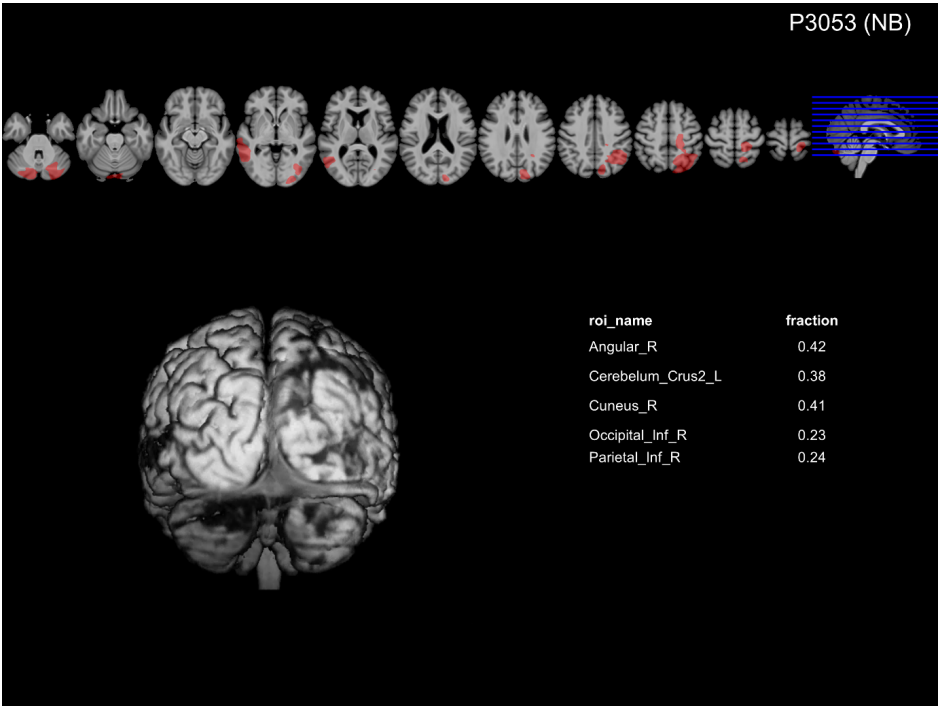 P3053 (NB)
roi_name fraction
Angular_R 0.42
Cerebelum_Crus2_L 0.38
Cuneus_R 0.41
Occipital_Inf_R 0.23
Parietal_Inf_R 0.24